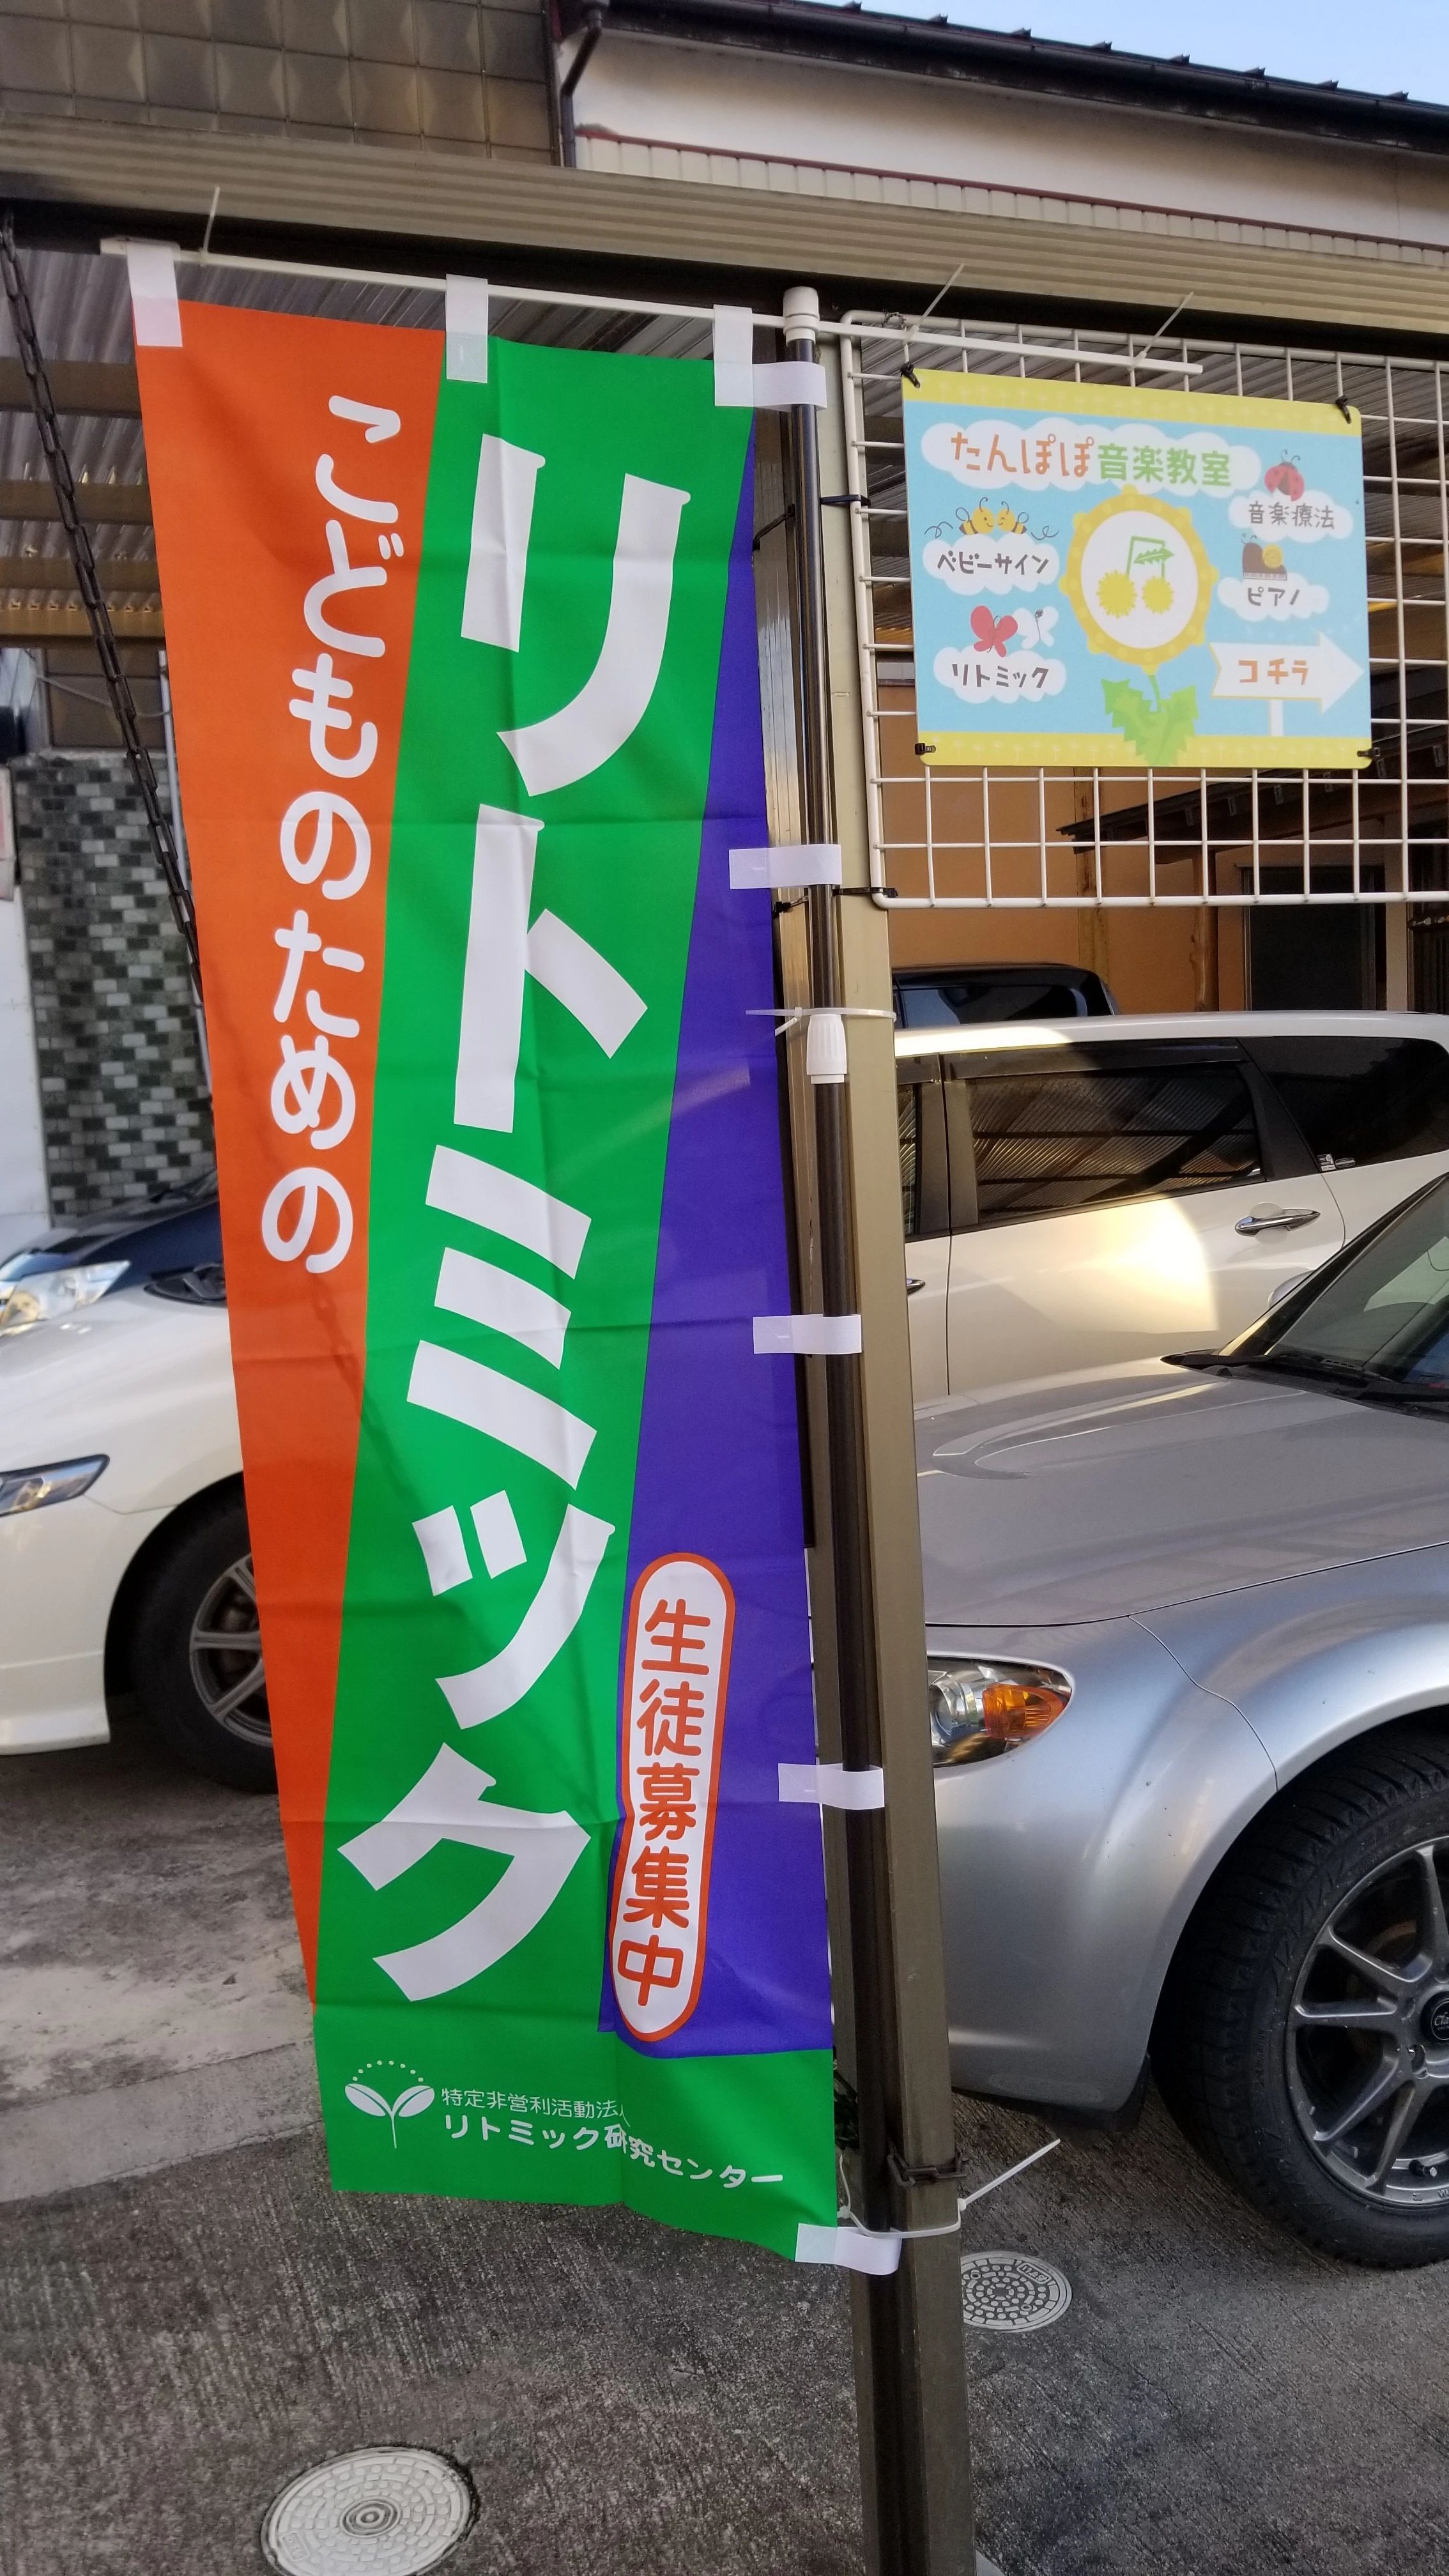 こどものための
リトミック
生徒募集中
特定非営利活動法人
リトミック研究センター
たんぽぽ音楽教室
ベビーサイン
リトミック
音楽療法
ピアノ
コチラ